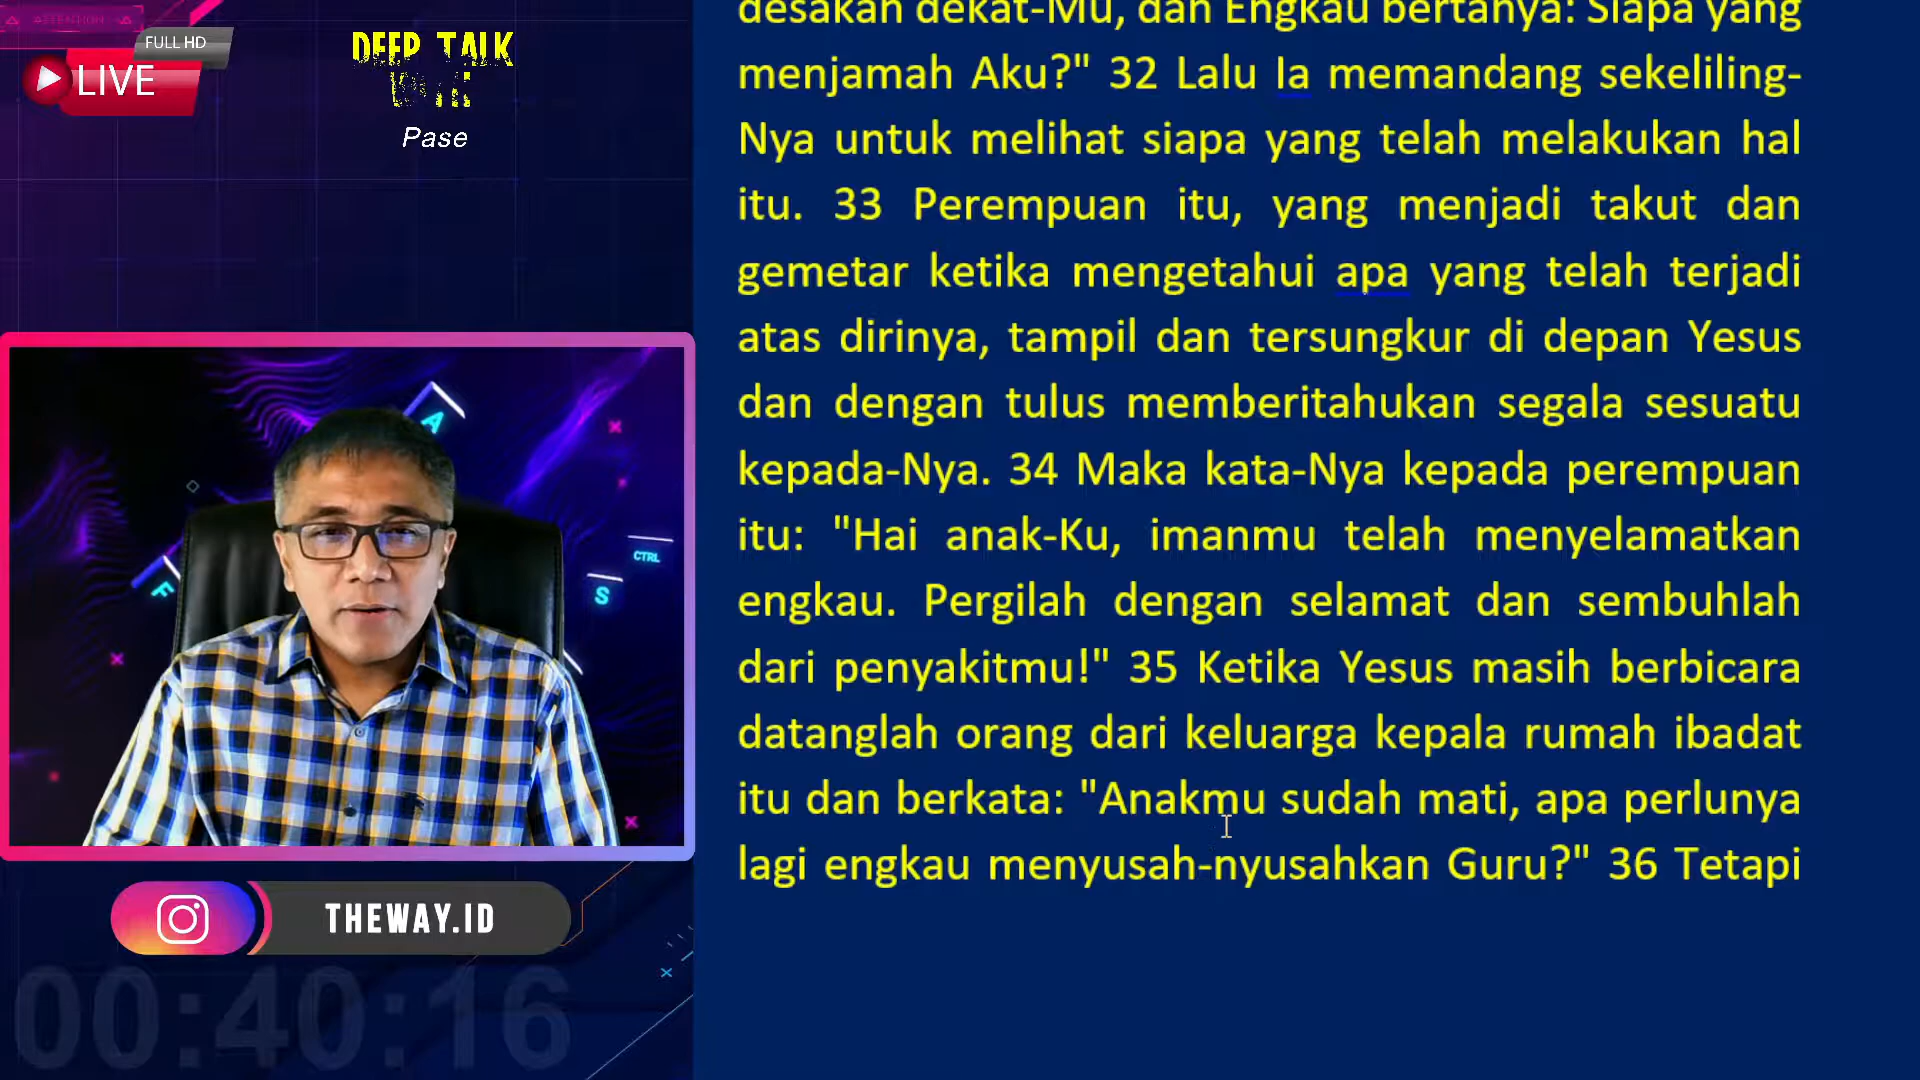 ATTENTION
FULL HD
LIVE
DEEP TALK
Pase
A
F
S
CTRL
THEWAY.ID
00:40:16
desakan dekat-Mu, dan Engkau bertanya: Siapa yang
menjamah Aku?" 32 Lalu Ia memandang sekeliling-
Nya untuk melihat siapa yang telah melakukan hal
itu. 33 Perempuan itu, yang menjadi takut dan
gemetar ketika mengetahui apa yang telah terjadi
atas dirinya, tampil dan tersungkur di depan Yesus
dan dengan tulus memberitahukan segala sesuatu
kepada-Nya. 34 Maka kata-Nya kepada perempuan
itu: "Hai anak-Ku, imanmu telah menyelamatkan
engkau. Pergilah dengan selamat dan sembuhlah
dari penyakitmu!" 35 Ketika Yesus masih berbicara
datanglah orang dari keluarga kepala rumah ibadat
itu dan berkata: "Anakmu sudah mati, apa perlunya
lagi engkau menyusah-nyusahkan Guru?" 36 Tetapi